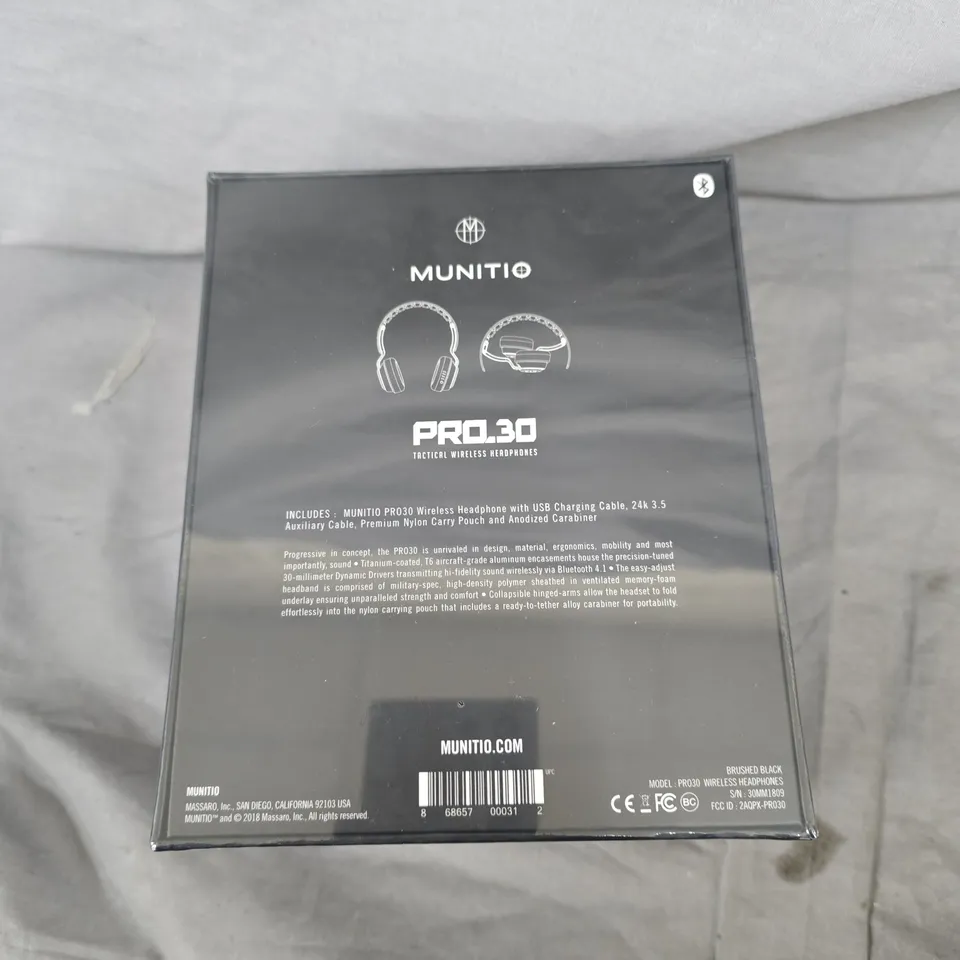 MUNITIO
PRO.30
TACTICAL WIRELESS HEADPHONES
INCLUDES : MUNITIO PRO30 Wireless Headphone with USB Charging Cable, 24k 3.5
Auxiliary Cable, Premium Nylon Carry Pouch and Anodized Carabiner
Progressive in concept, the PRO30 is unrivaled in design, material, ergonomics, mobility and most
importantly, sound • Titanium-coated, T6 aircraft-grade aluminum encasements house the precision-tuned
30-millimeter Dynamic Drivers transmitting hi-fidelity sound wirelessly via Bluetooth 4.1 • The easy-adjust
headband is comprised of military-spec, high-density polymer sheathed in ventilated memory-foam
underlay ensuring unparalleled strength and comfort • Collapsible hinged-arms allow the headset to fold
effortlessly into the nylon carrying pouch that includes a ready-to-tether alloy carabiner for portability.
MUNITIO.COM
UPC
8 68657 00031 2
MUNITIO
MASSARO, Inc., SAN DIEGO, CALIFORNIA 92103 USA
MUNITIO™ and © 2018 Massaro, Inc., All rights reserved.
BRUSHED BLACK
MODEL : PRO30 WIRELESS HEADPHONES
S/N : 30MM1809
FCC ID : 2AQPX-PRO30
CE FC BC